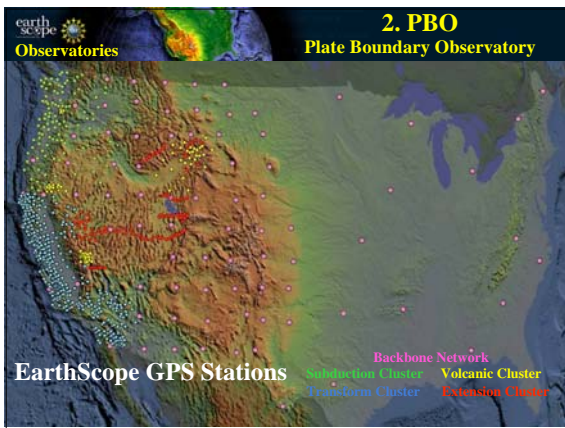 earth
scope
Observatories
2. PBO
Plate Boundary Observatory
EarthScope GPS Stations
Backbone Network
Subduction Cluster Volcanic Cluster
Transform Cluster Extension Cluster